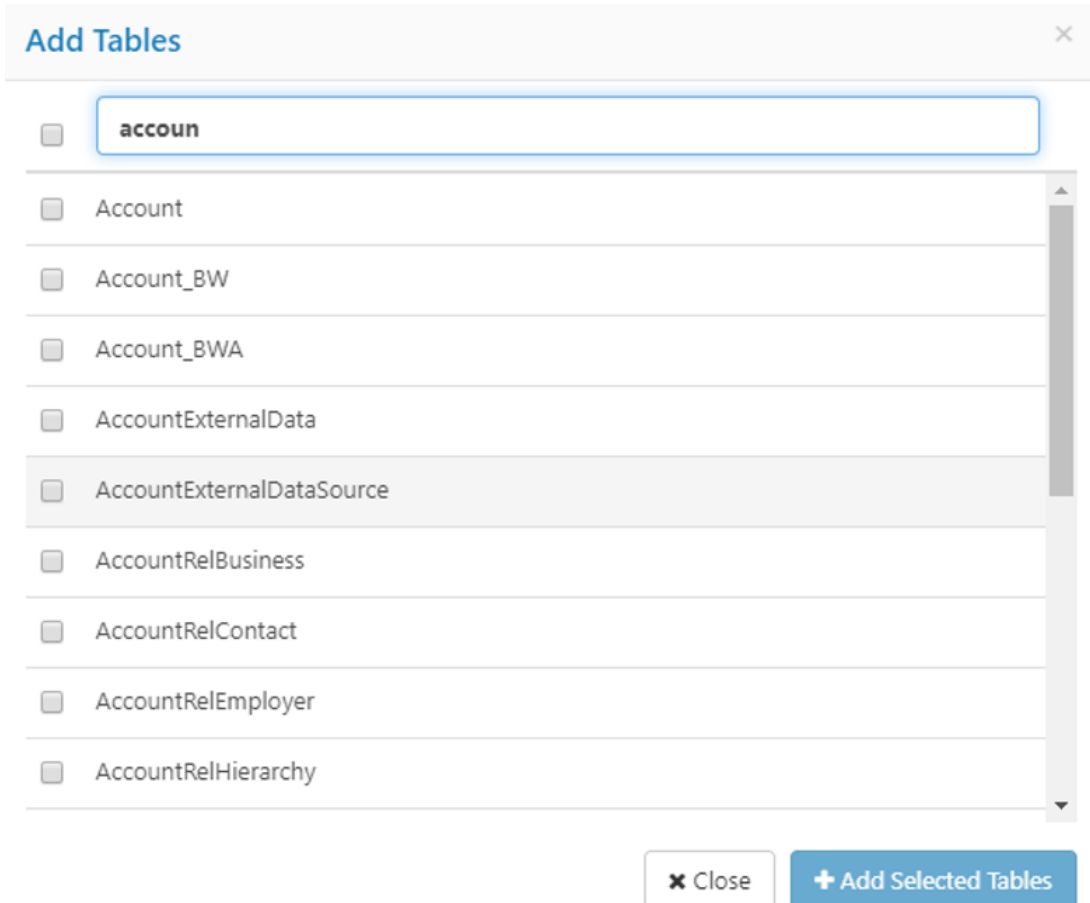 Add Tables
accoun
Account
Account_BW
Account_BWA
AccountExternalData
AccountExternalDataSource
AccountRelBusiness
AccountRelContact
AccountRelEmployer
AccountRelHierarchy
Close
Add Selected Tables